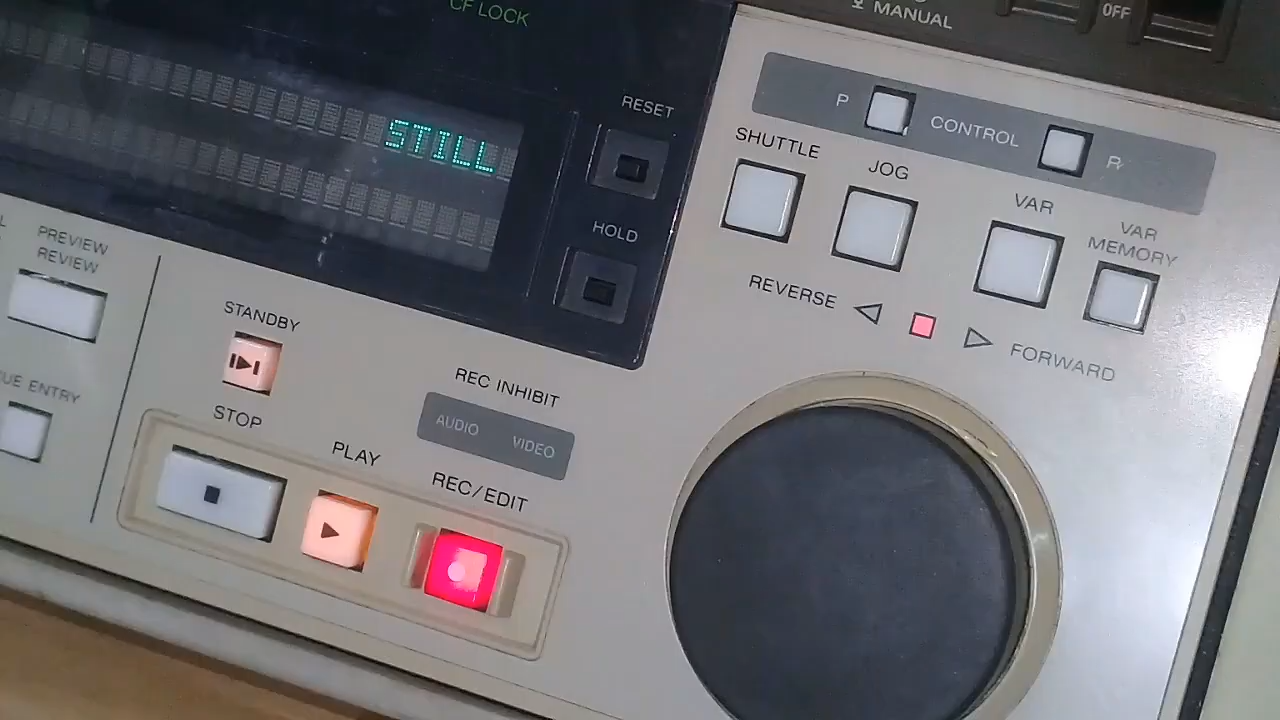 CF LOCK
MANUAL
OFF
STILL
RESET
HOLD
P CONTROL R
SHUTTLE
JOG
VAR
VAR
MEMORY
REVERSE
FORWARD
PREVIEW
REVIEW
STANDBY
REC INHIBIT
AUDIO VIDEO
ENTRY
STOP
PLAY
REC/EDIT